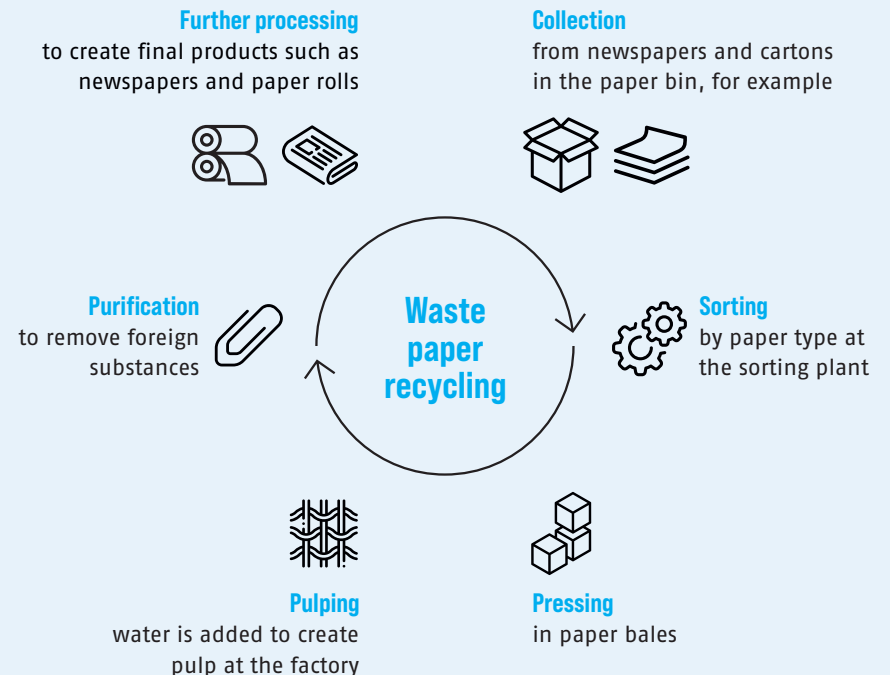 Further processing
to create final products such as
newspapers and paper rolls
Collection
from newspapers and cartons
in the paper bin, for example
Purification
to remove foreign
substances
Waste
paper
recycling
Sorting
by paper type at
the sorting plant
Pulping
water is added to create
pulp at the factory
Pressing
in paper bales